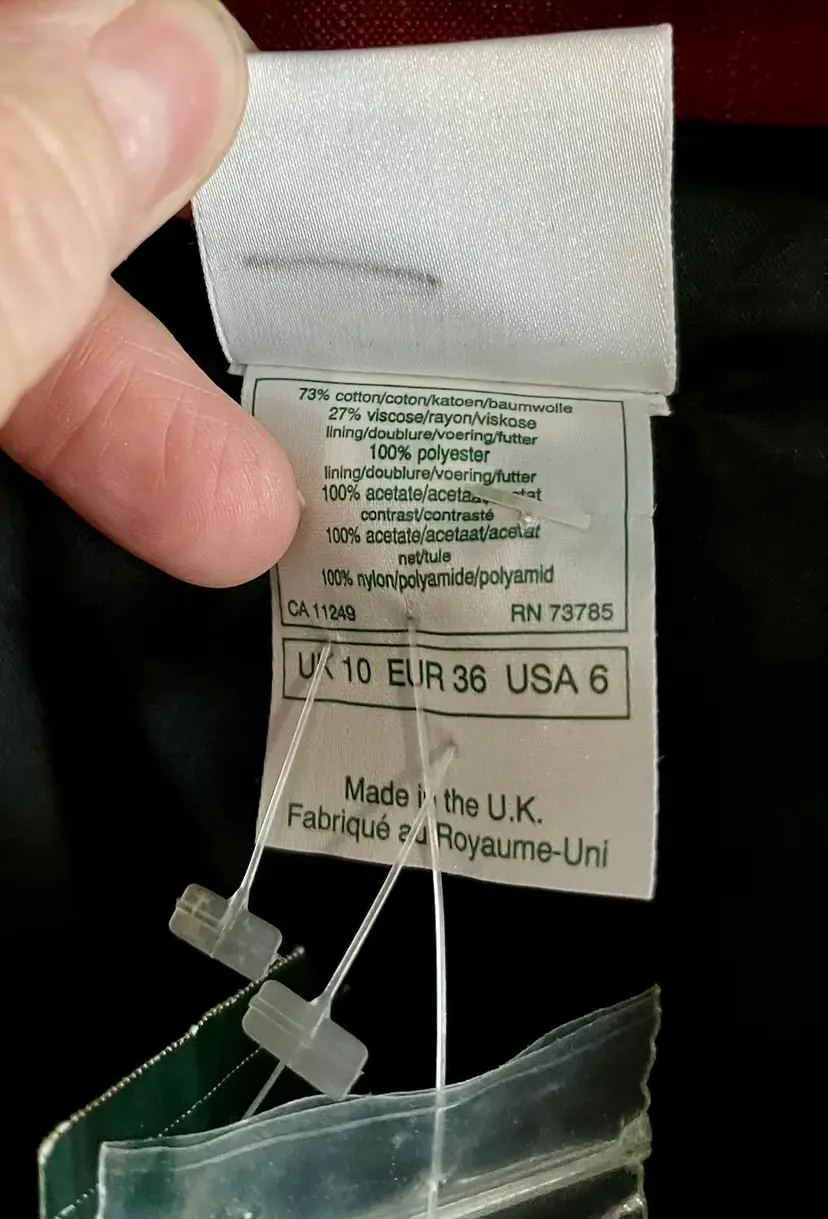 73% cotton/coton/katoen/baumwolle
27% viscose/rayon/viskose
lining/doublure/voering/futter
100% polyester
lining/doublure/voering/futter
100% acetate/acetaat/acetat
contrast/contrasté
100% acetate/acetaat/acetat
net/tule
100% nylon/polyamide/polyamid
CA 11249 RN 73785
UK 10 EUR 36 USA 6
Made in the U.K.
Fabriqué au Royaume-Uni